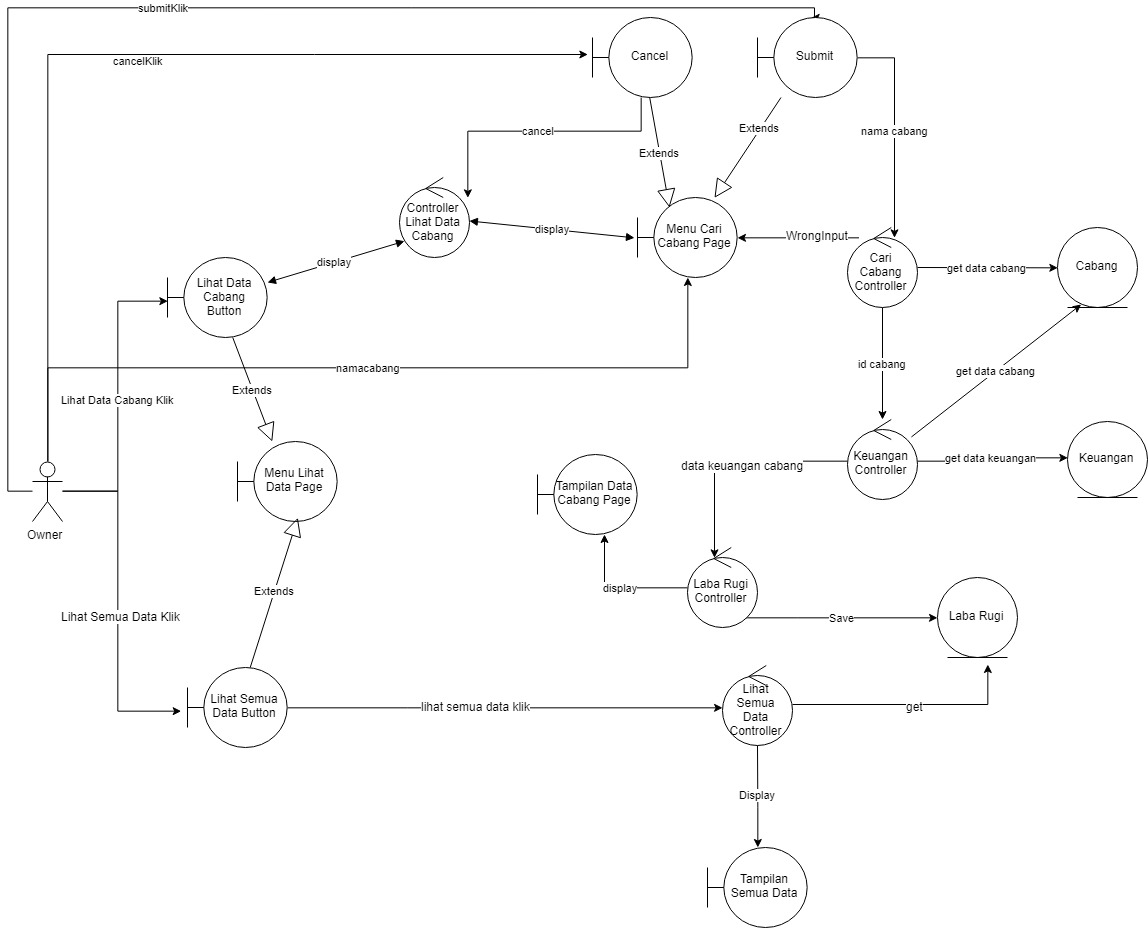 submitKlik
cancelKlik
Cancel
Submit
cancel
Extends
Extends
nama cabang
Controller
Lihat Data
Cabang
display
Menu Cari
Cabang Page
WrongInput
Cari
Cabang
Controller
get data cabang
Cabang
display
Lihat Data
Cabang
Button
namacabang
id cabang
get data cabang
Extends
Lihat Data Cabang Klik
Menu Lihat
Data Page
Tampilan Data
Cabang Page
data keuangan cabang
Keuangan
Controller
get data keuangan
Keuangan
Owner
Extends
display
Laba Rugi
Controller
Save
Laba Rugi
Lihat Semua Data Klik
Lihat Semua
Data Button
lihat semua data klik
Lihat
Semua
Data
Controller
get
Display
Tampilan
Semua Data